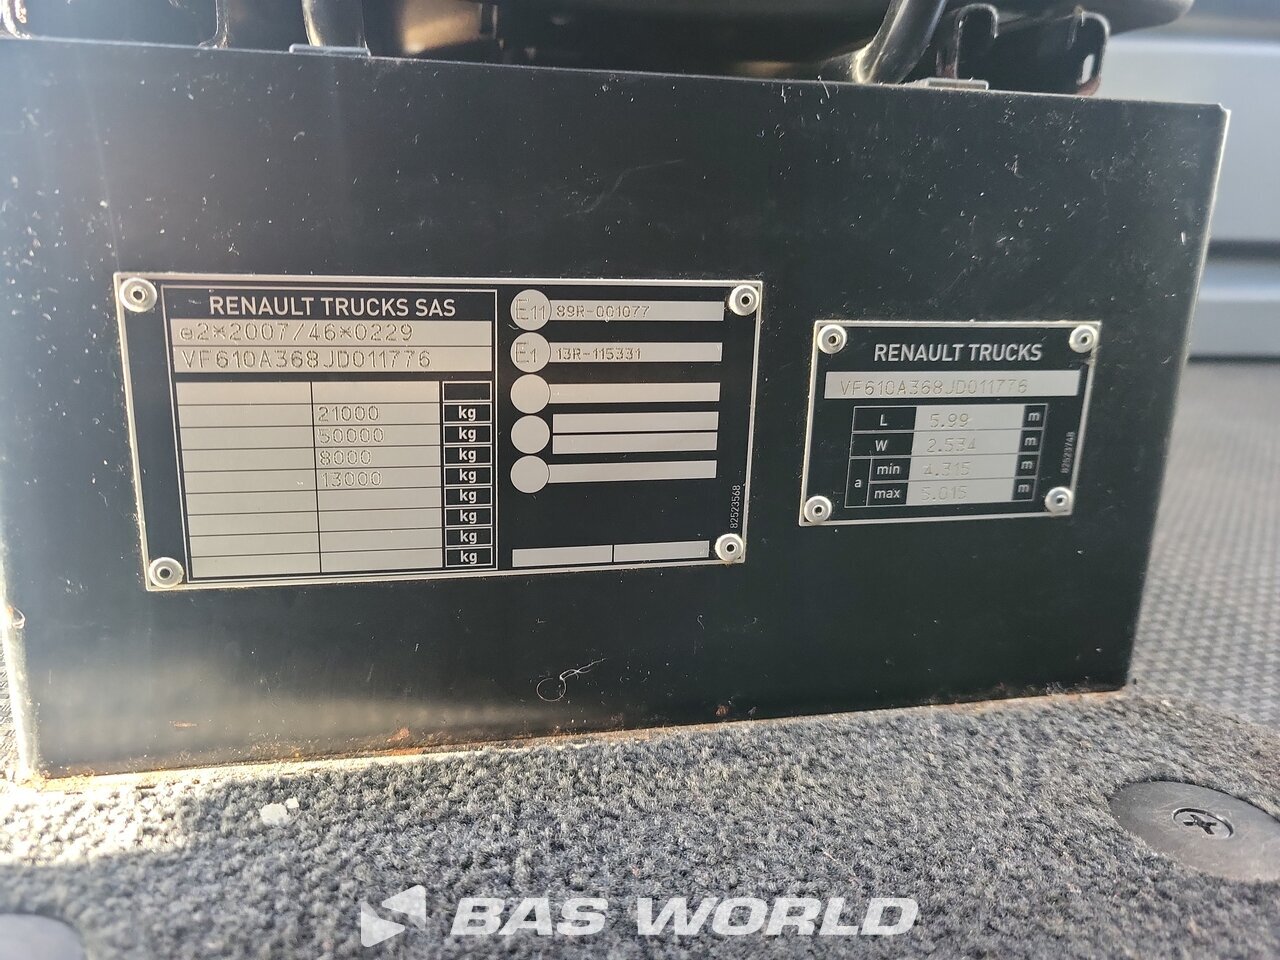 RENAULT TRUCKS SAS
e2*2007/46*0229
VF610A368JD011776
21000 kg
50000 kg
8000 kg
13000 kg
kg
kg
kg
kg
E11 89R-001077
E1 13R-115331
82523568
RENAULT TRUCKS
VF610A368JD011776
L 5.99 m
W 2.534 m
a
min 4.315 m
max 5.015 m
82523748
BAS WORLD